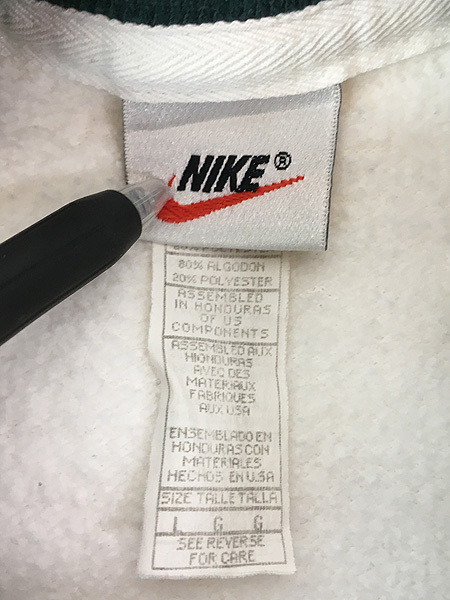 NIKE®
80% ALGODON
20% POLYESTER
ASSEMBLED
IN HONDURAS
OF US
COMPONENTS
ASSEMBLED AUX
HONDURAS
AVEC DES
MATERIAUX
FABRIQUES
AUX USA
ENSEMBLADO EN
HONDURAS CON
MATERIALES
HECHOS EN USA
SIZE TALLE TALLA
L G G
SEE REVERSE
FOR CARE